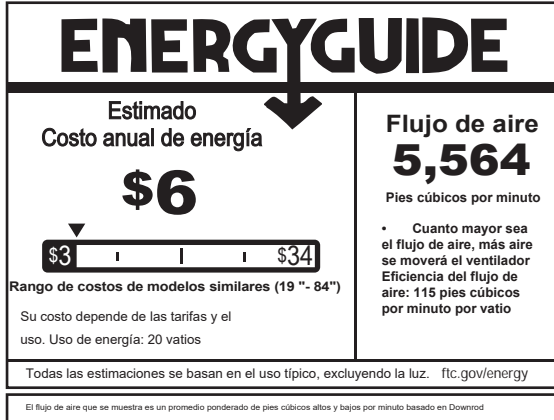 ENERGYGUIDE
Estimado
Costo anual de energía
$6
$3
$34
Rango de costos de modelos similares (19 "- 84")
Su costo depende de las tarifas y el
uso. Uso de energía: 20 vatios
Flujo de aire
5,564
Pies cúbicos por minuto
• Cuanto mayor sea
el flujo de aire, más aire
se moverá el ventilador
Eficiencia del flujo de
aire: 115 pies cúbicos
por minuto por vatio
Todas las estimaciones se basan en el uso típico, excluyendo la luz. ftc.gov/energy
El flujo de aire que se muestra es un promedio ponderado de pies cúbicos altos y bajos por minuto basado en Downrod